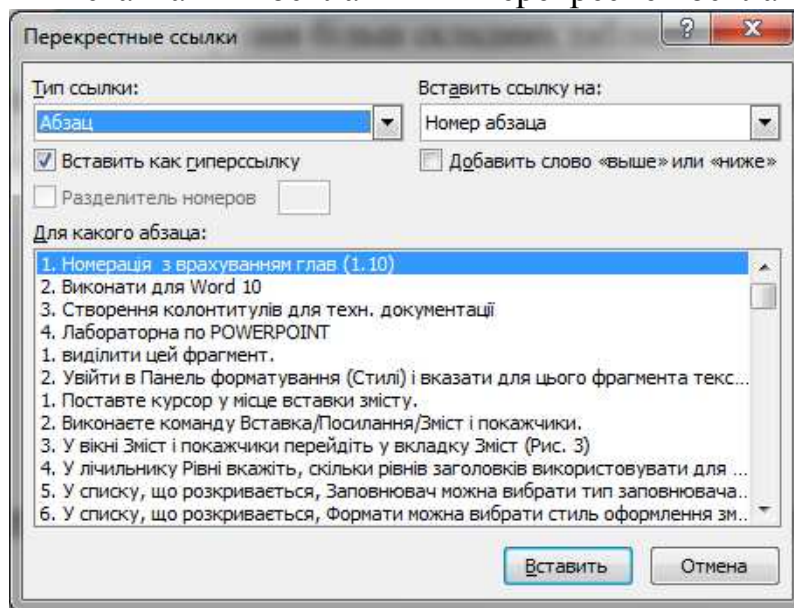 Перекрестные ссылки
Тип ссылки:
Вставить ссылку на:
Абзац
Номер абзаца
Вставить как гиперссылку
Добавить слово «выше» или «ниже»
Разделитель номеров
Для какого абзаца:
1. Номерація з врахуванням глав (1.10)
2. Виконати для Word 10
3. Створення колонтитулів для техн. документації
4. Лабораторна по POWERPOINT
1. виділити цей фрагмент.
2. Увійти в Панель форматування (Стилі) і вказати для цього фрагмента текс...
1. Поставте курсор у місце вставки змісту.
2. Виконаєте команду Вставка/Посилання/Зміст і покажчики.
3. У вікні Зміст і покажчики перейдіть у вкладку Зміст (Рис. 3)
4. У лічильнику Рівні вкажіть, скільки рівнів заголовків використовувати для ...
5. У списку, що розкривається, Заповнювач можна вибрати тип заповнювача..
6. У списку, що розкривається, Формати можна вибрати стиль оформлення зм..
Вставить
Отмена